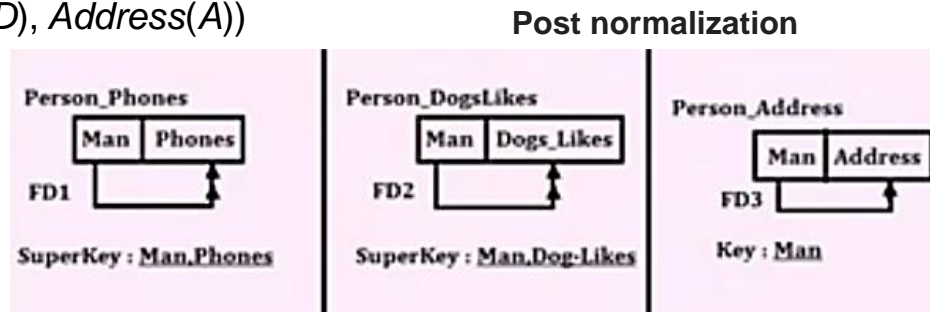 D), Address(A))
Post normalization
Person_Phones
Man Phones
FD1
SuperKey : Man,Phones
Person_DogsLikes
Man Dogs_Likes
FD2
SuperKey : Man,Dog-Likes
Person_Address
Man Address
FD3
Key : Man